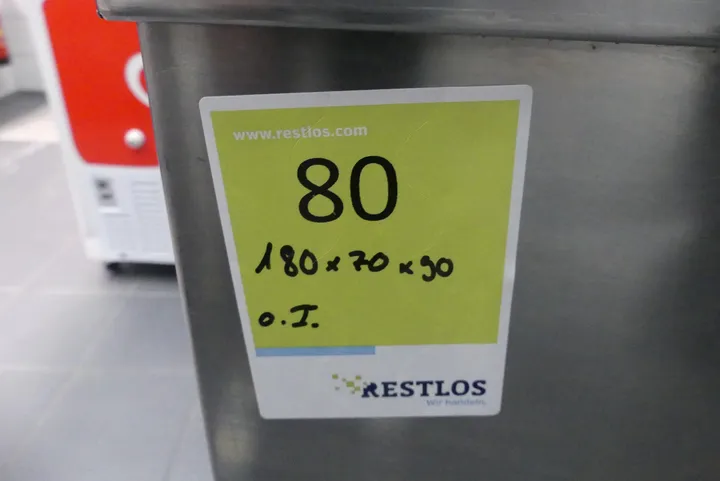 www.restlos.com
80
180 x 70 x 90
o. I.
RESTLOS
Wir handeln.